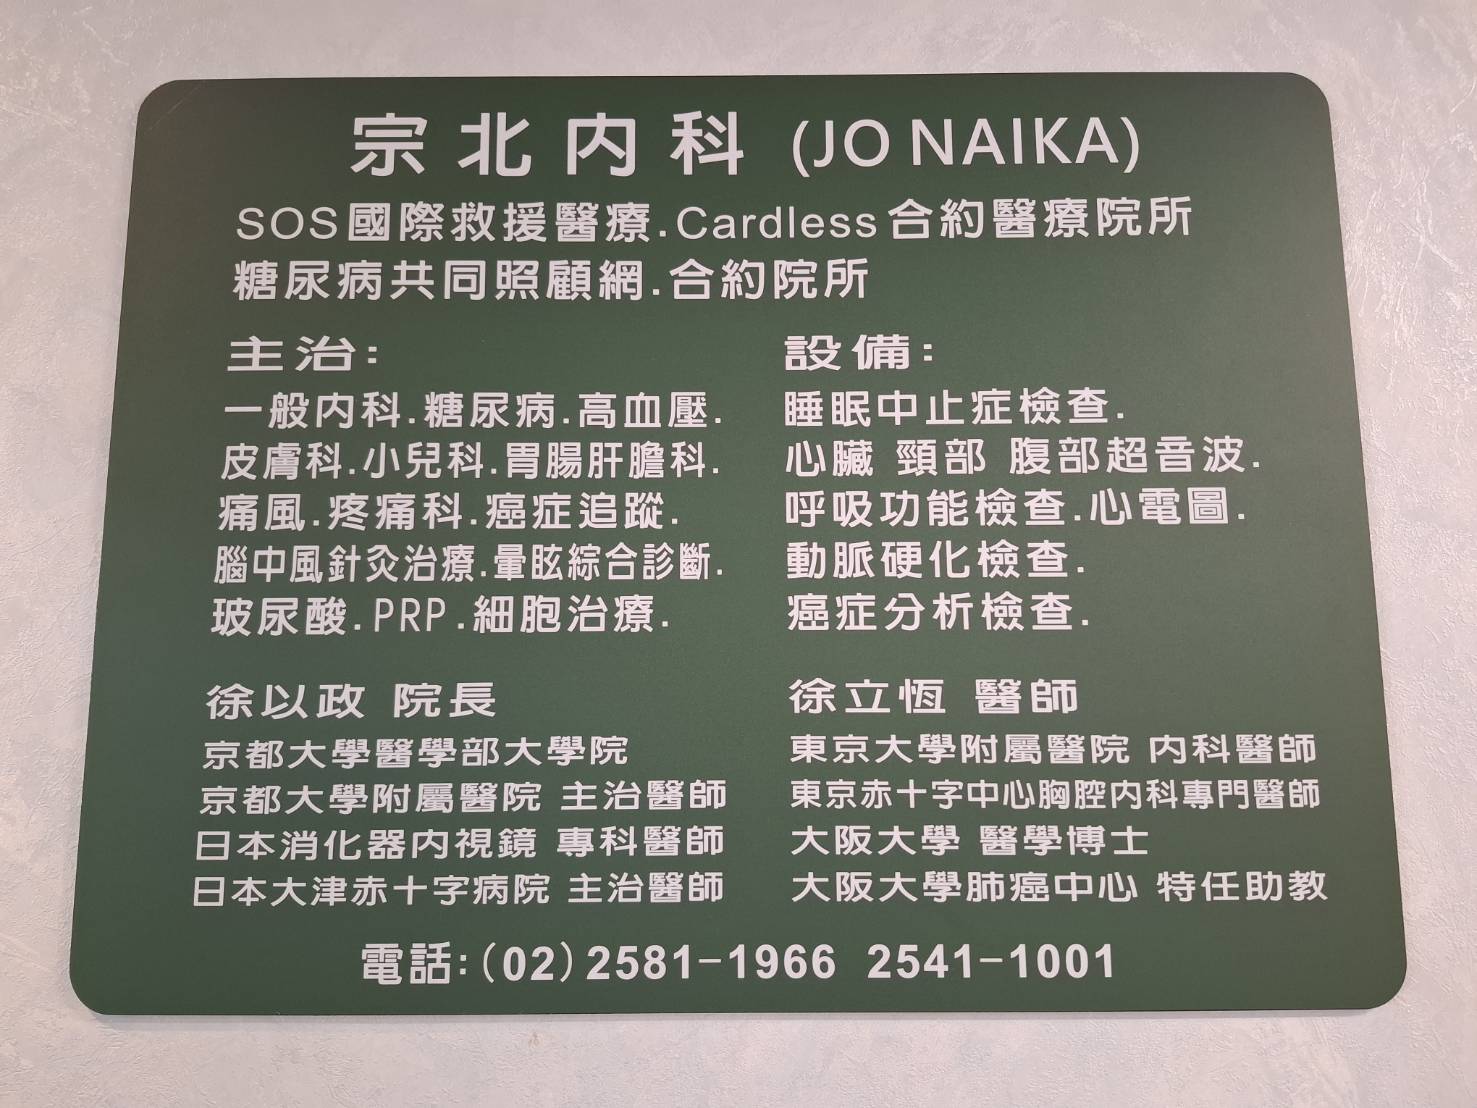 宗北内科 (JO NAIKA)
SOS國際救援醫療.Cardless合約醫療院所
糖尿病共同照顧網.合約院所
主治:
一般内科.糖尿病.高血壓.
皮膚科.小兒科.胃腸肝膽科.
痛風.疼痛科.癌症追蹤.
腦中風針灸治療.暈眩綜合診斷.
玻尿酸.PRP.細胞治療.
設備:
睡眠中止症檢查.
心臟 頸部 腹部超音波.
呼吸功能檢查.心電圖.
動脈硬化檢查.
癌症分析檢查.
徐以政 院長
京都大學醫學部大學院
京都大學附屬醫院 主治醫師
日本消化器内視鏡 專科醫師
日本大津赤十字病院 主治醫師
徐立恆 醫師
東京大學附屬醫院 内科醫師
東京赤十字中心胸腔内科專門醫師
大阪大學 醫學博士
大阪大學肺癌中心 特任助教
電話:(02)2581-1966 2541-1001